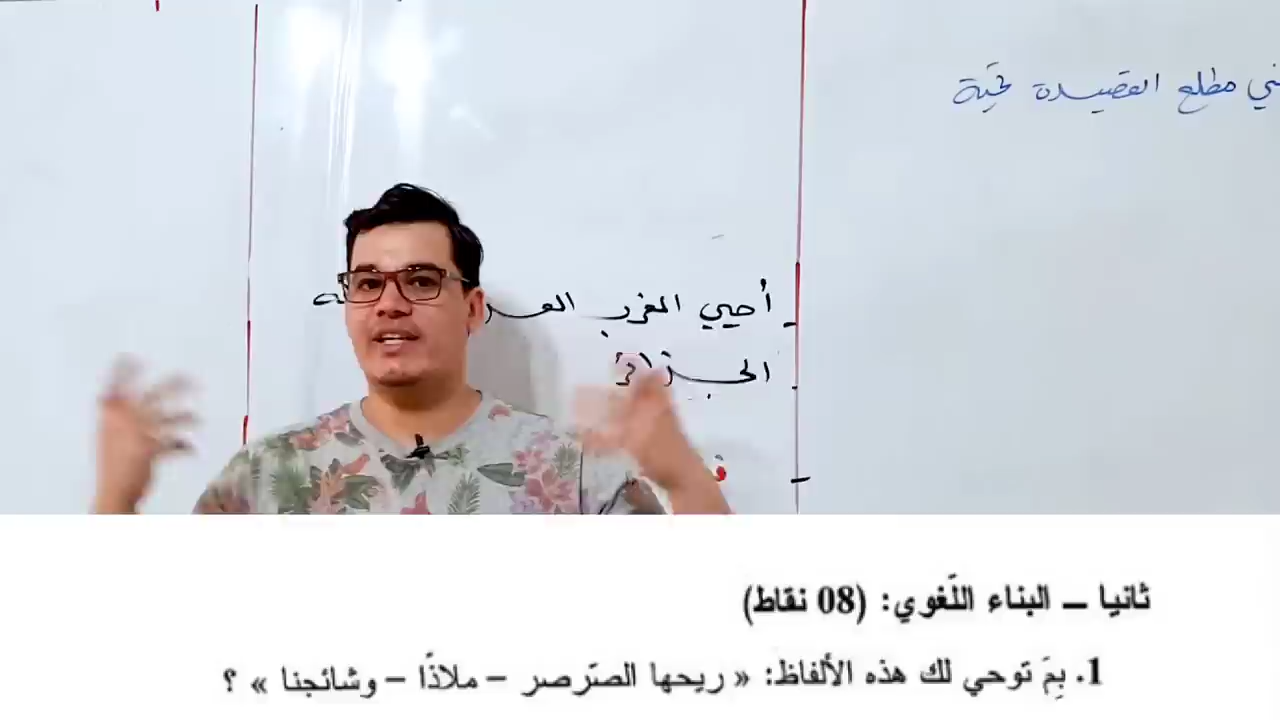 مطلع القصيدة تحية
أحيي المغرب
ثانيا – البناء اللّغوي: (08 نقاط)
1. بِمَ توحي لك هذه الألفاظ: « ريحها الصّرصر – ملاذًا – وشائجنا » ؟